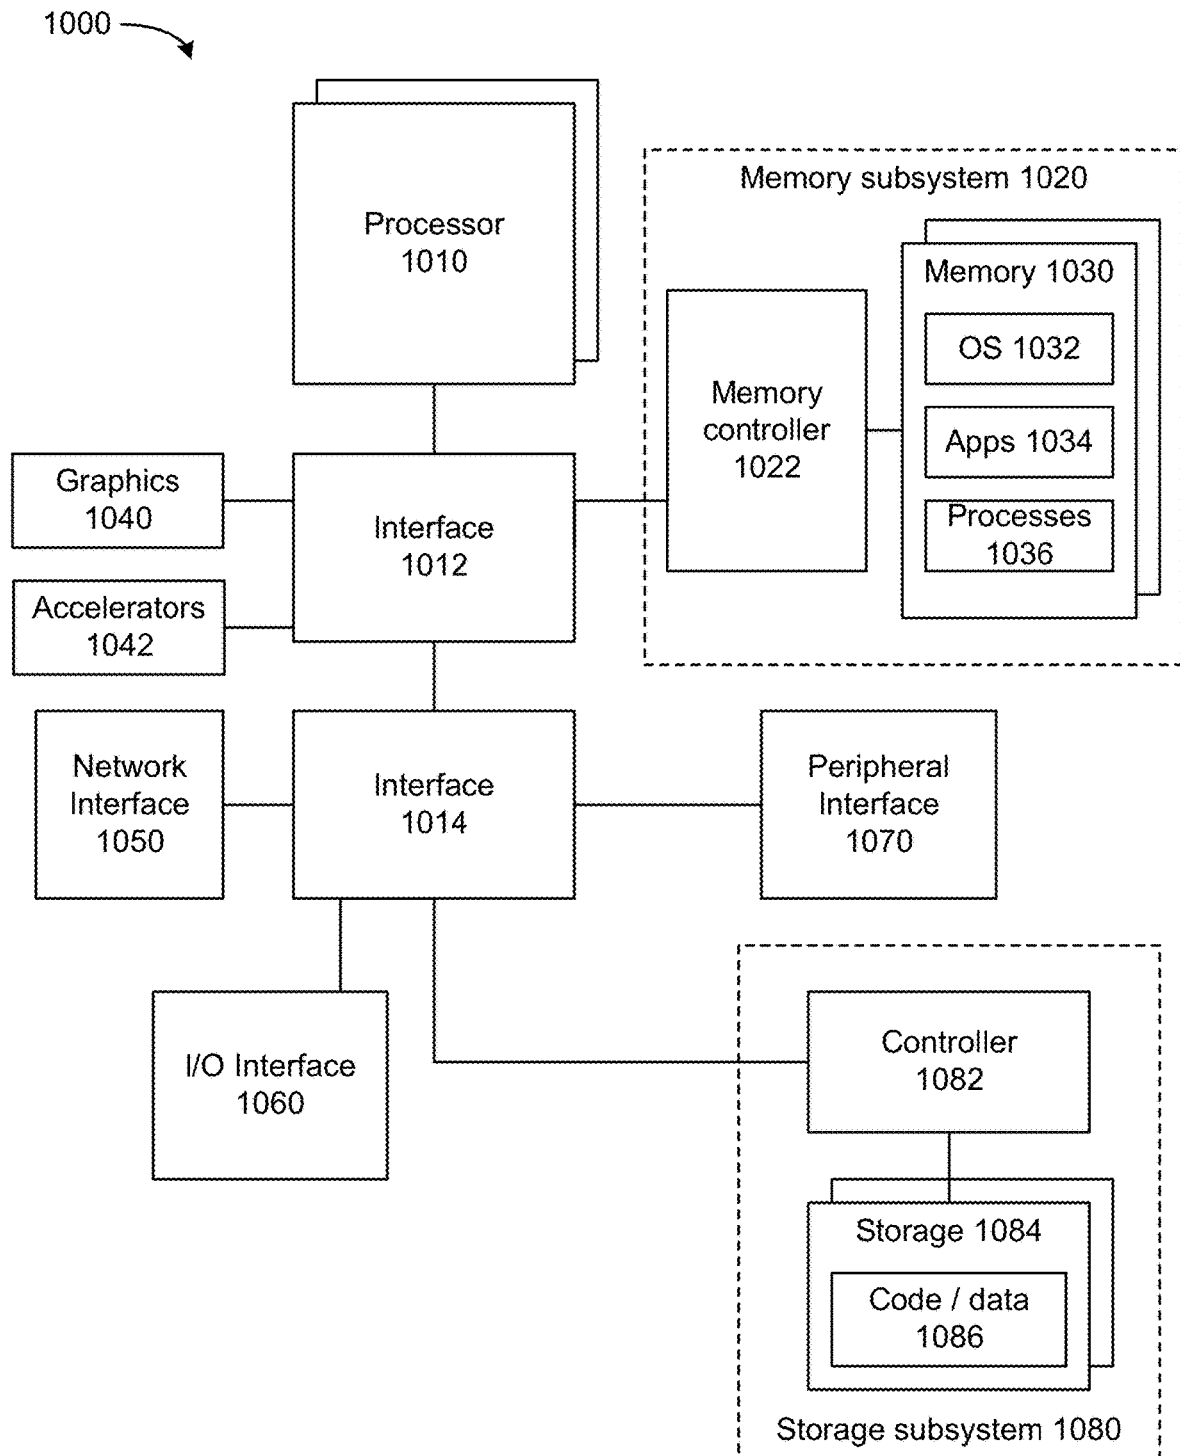 1000
Processor
1010
Memory subsystem 1020
Memory 1030
OS 1032
Apps 1034
Processes
1036
Memory
controller
1022
Graphics
1040
Interface
1012
Accelerators
1042
Network
Interface
1050
Interface
1014
Peripheral
Interface
1070
I/O Interface
1060
Controller
1082
Storage 1084
Code / data
1086
Storage subsystem 1080